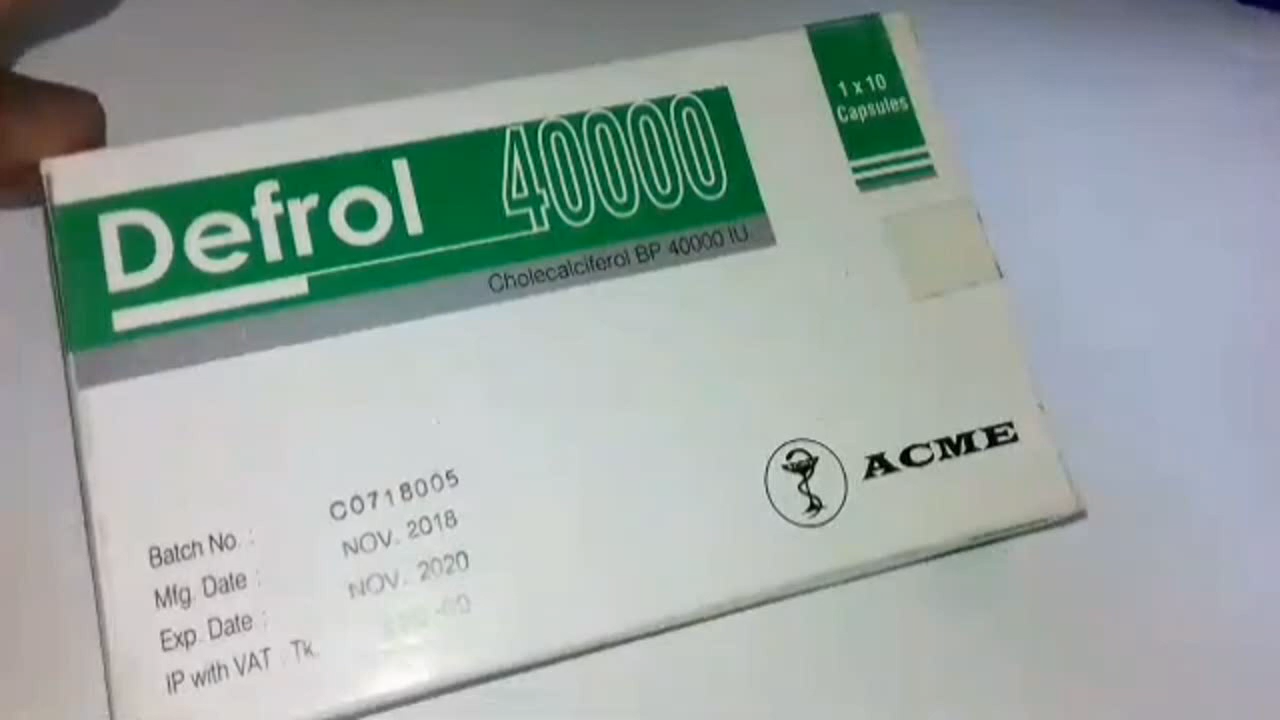 Defrol 40000
Cholecalciferol BP 40000 IU
1 x 10
Capsules
ACME
Batch No. : C0718005
Mfg. Date : NOV. 2018
Exp. Date : NOV. 2020
IP with VAT : Tk.